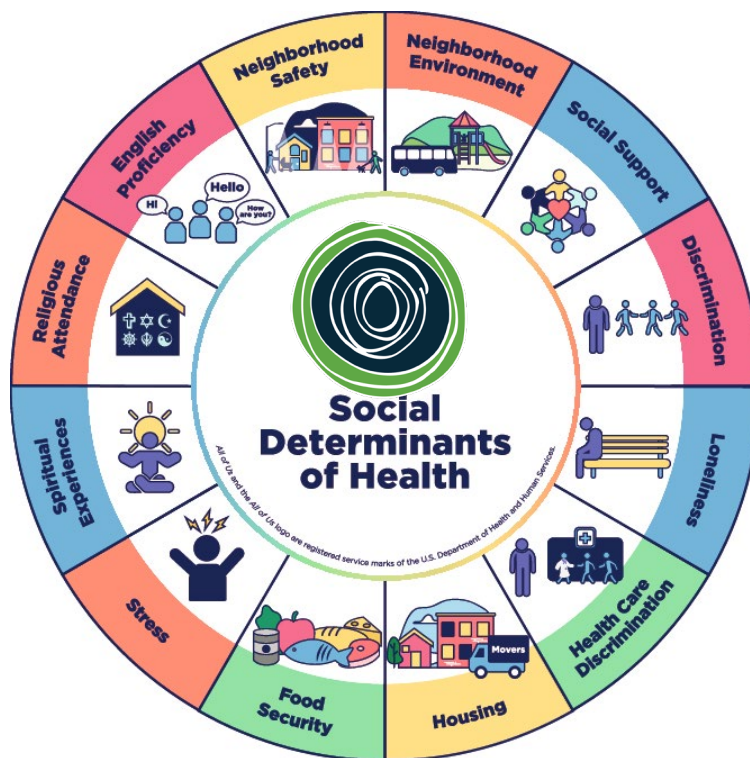 Neighborhood
Safety
Neighborhood
Environment
Social Support
Discrimination
Loneliness
Health Care
Discrimination
Housing
Food
Security
Stress
Spiritual
Experiences
Religious
Attendance
English
Proficiency
Hi
Hello
How
are you?
Movers
Social
Determinants
of Health
All of Us and the All of Us logo are registered service marks of the U.S. Department of Health and Human Services.